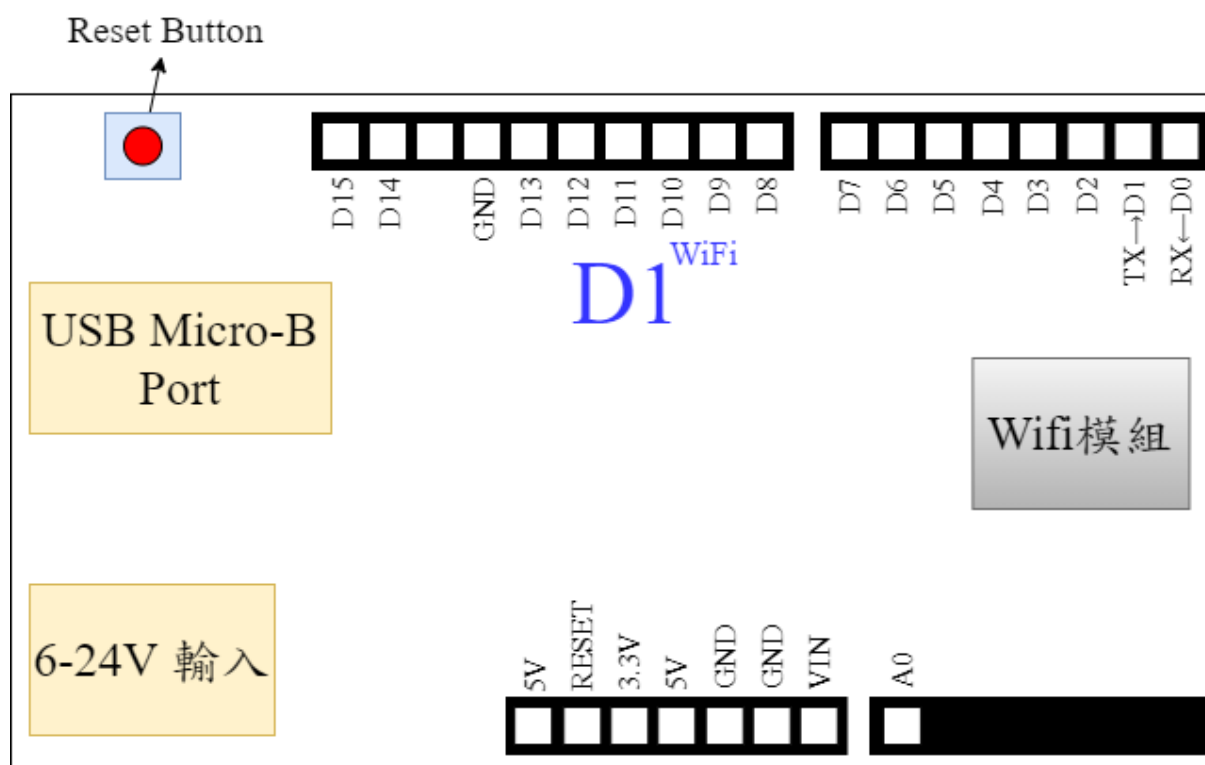 Reset Button
D15
D14
GND
D13
D12
D11
D10
D9
D8
D7
D6
D5
D4
D3
D2
TX→D1
RX←D0
D1 WiFi
USB Micro-B
Port
Wifi模組
6-24V 輸入
5V
RESET
3.3V
5V
GND
GND
VIN
A0